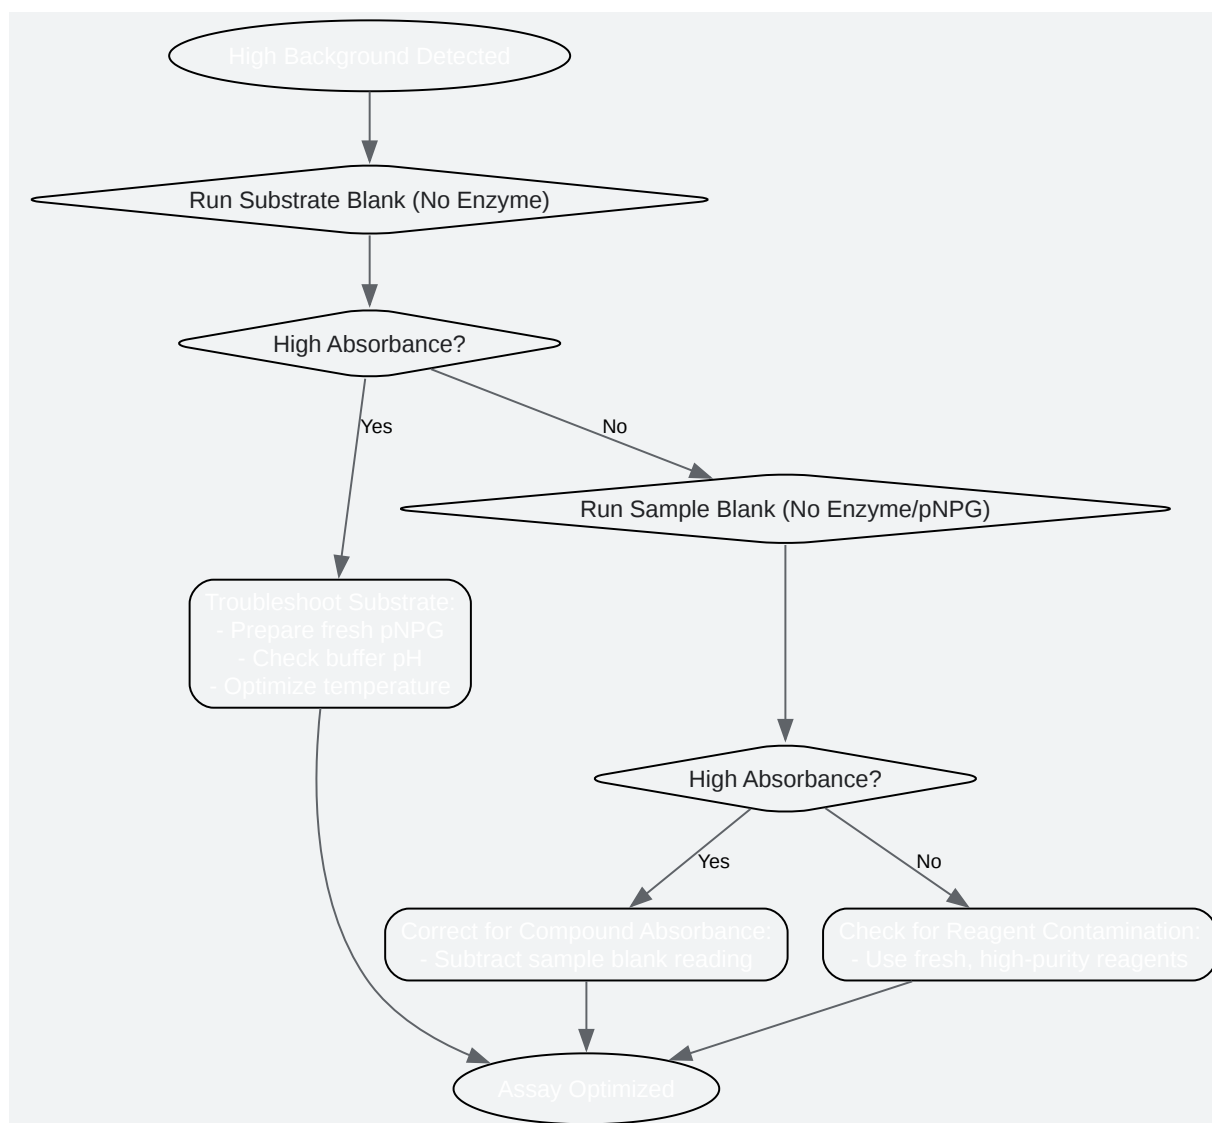 High Background Detected
Run Substrate Blank (No Enzyme)
High Absorbance?
Yes
No
Run Sample Blank (No Enzyme/pNPG)
Troubleshoot Substrate:
- Prepare fresh pNPG
- Check buffer pH
- Optimize temperature
High Absorbance?
Yes
No
Correct for Compound Absorbance:
- Subtract sample blank reading
Check for Reagent Contamination:
- Use fresh, high-purity reagents
Assay Optimized